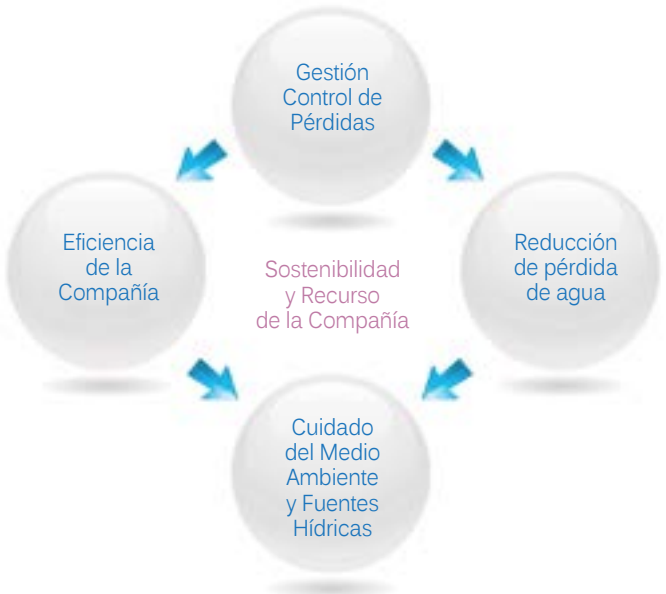 Gestión
Control de
Pérdidas
Eficiencia
de la
Compañía
Sostenibilidad
y Recurso
de la Compañía
Reducción
de pérdida
de agua
Cuidado
del Medio
Ambiente
y Fuentes
Hídricas